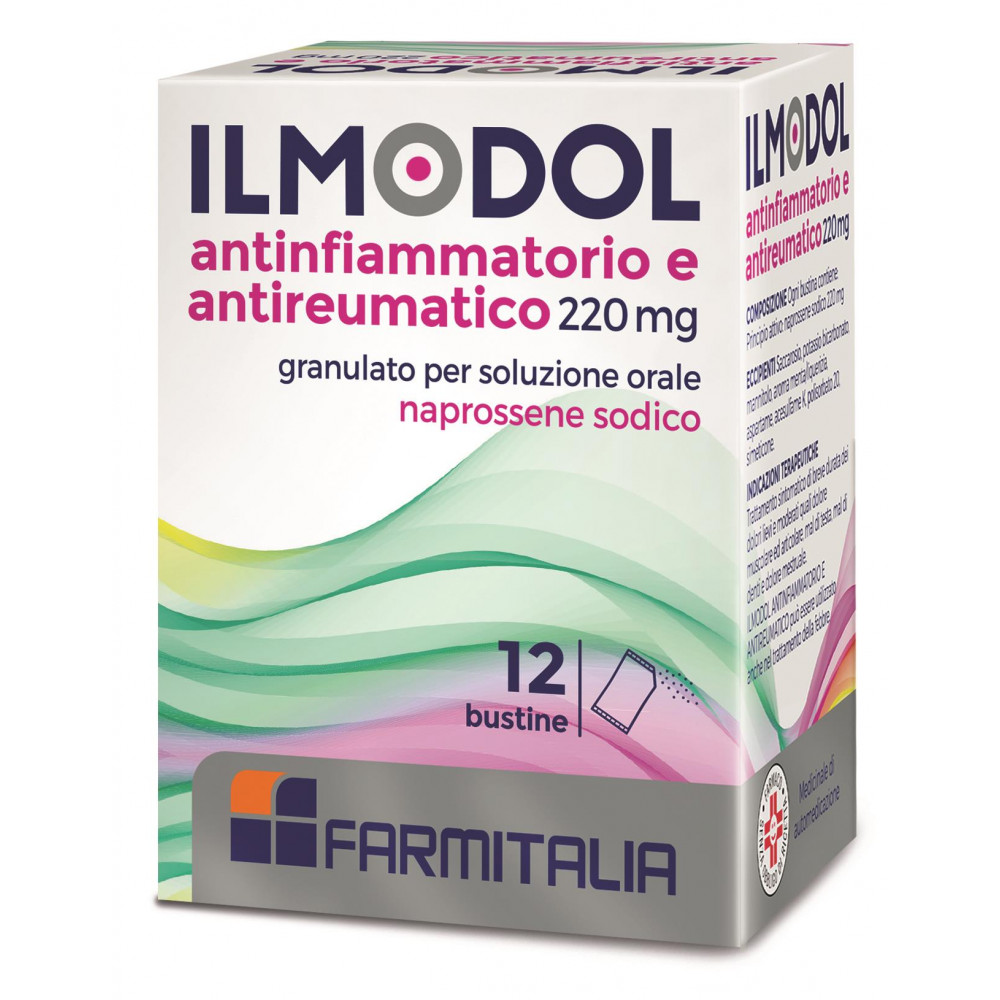 ILMODOL
ILMODOL
antinfiammatorio e
antireumatico 220 mg
granulato per soluzione orale
naprossene sodico
12
bustine
FARMITALIA
ILMODOL
antinfiammatorio e
antireumatico 220 mg
COMPOSIZIONE Ogni bustina contiene:
Principio attivo: naprossene sodico 220 mg
ECCIPIENTI Saccarosio, potassio bicarbonato,
mannitolo, aroma menta/liquerizia,
aspartame, acesulfame K, polisorbato 20,
simeticone.
INDICAZIONI TERAPEUTICHE
Trattamento sintomatico di breve durata dei
dolori lievi e moderati quali dolore
muscolare ed articolare, mal di testa, mal di
denti e dolore mestruale.
ILMODOL ANTINFIAMMATORIO E
ANTIREUMATICO può essere utilizzato
anche nel trattamento della febbre.
Medicinale di
automedicazione